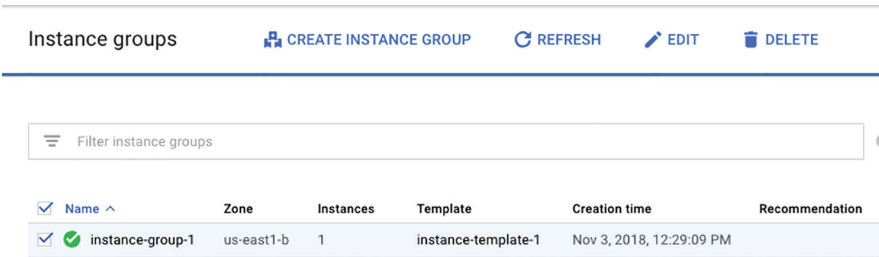 Instance groups CREATE INSTANCE GROUP REFRESH EDIT DELETE
Filter instance groups
Name Zone Instances Template Creation time Recommendation
instance-group-1 us-east1-b 1 instance-template-1 Nov 3, 2018, 12:29:09 PM